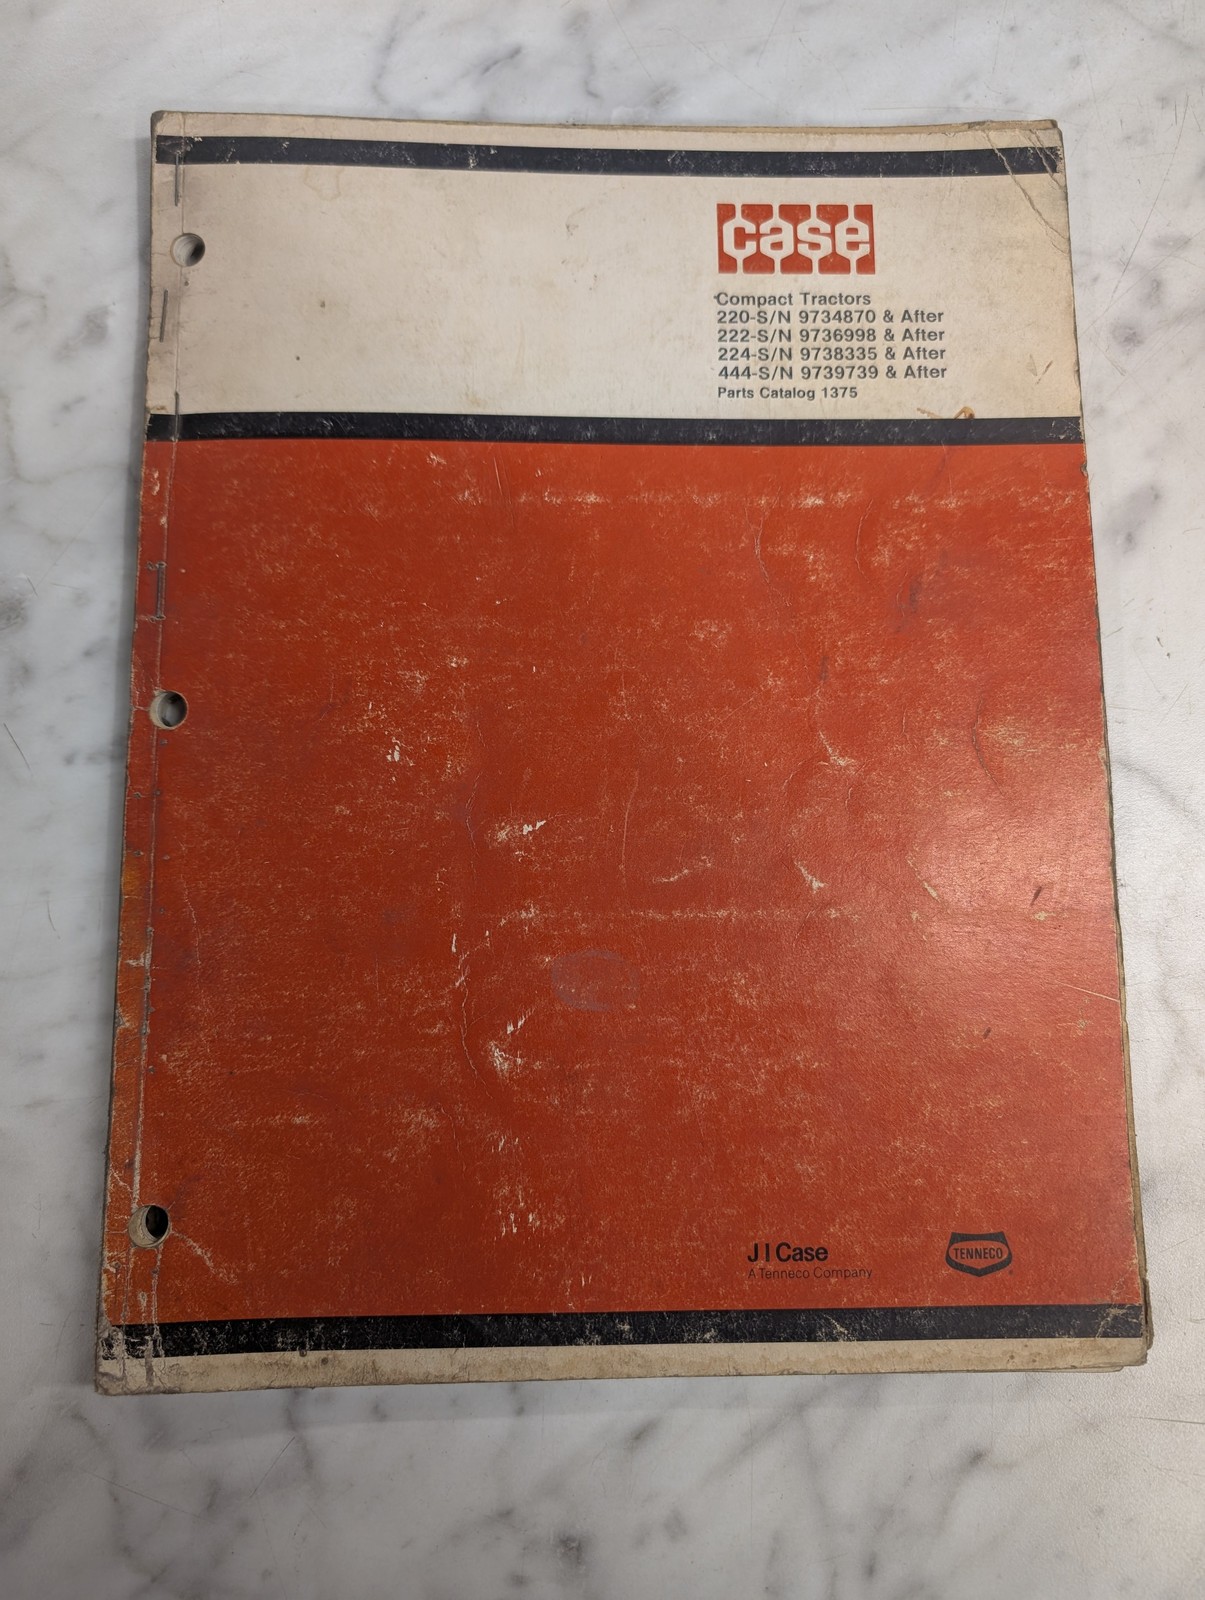 case
Compact Tractors
220-S/N 9734870 & After
222-S/N 9736998 & After
224-S/N 9738335 & After
444-S/N 9739739 & After
Parts Catalog 1375
J I Case
A Tenneco Company
TENNECO